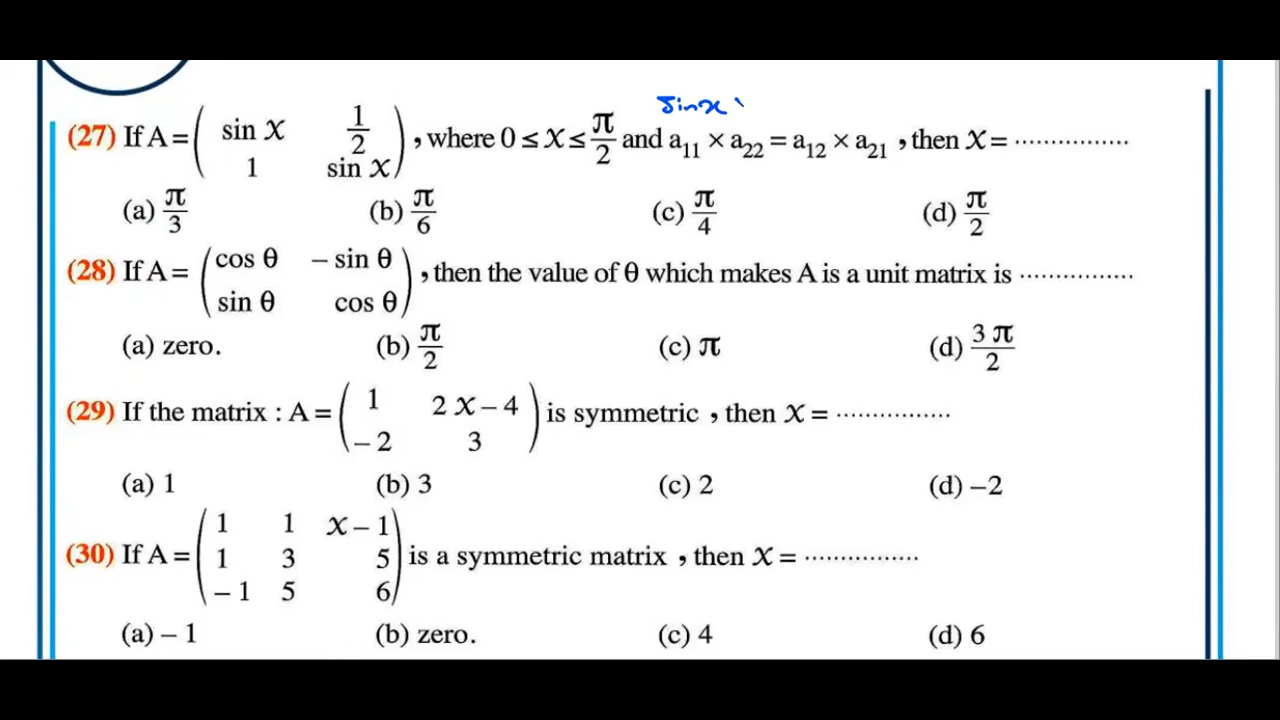 sinx
(27) If A = ( sin x 1/2 ; 1 sin x ) , where 0 ≤ x ≤ π/2 and a₁₁ × a₂₂ = a₁₂ × a₂₁ , then x = ................
(a) π/3 (b) π/6 (c) π/4 (d) π/2
(28) If A = ( cos θ – sin θ ; sin θ cos θ ) , then the value of θ which makes A is a unit matrix is ................
(a) zero. (b) π/2 (c) π (d) 3π/2
(29) If the matrix : A = ( 1 2x – 4 ; – 2 3 ) is symmetric , then x = ................
(a) 1 (b) 3 (c) 2 (d) –2
(30) If A = ( 1 1 x – 1 ; 1 3 5 ; – 1 5 6 ) is a symmetric matrix , then x = ................
(a) – 1 (b) zero. (c) 4 (d) 6